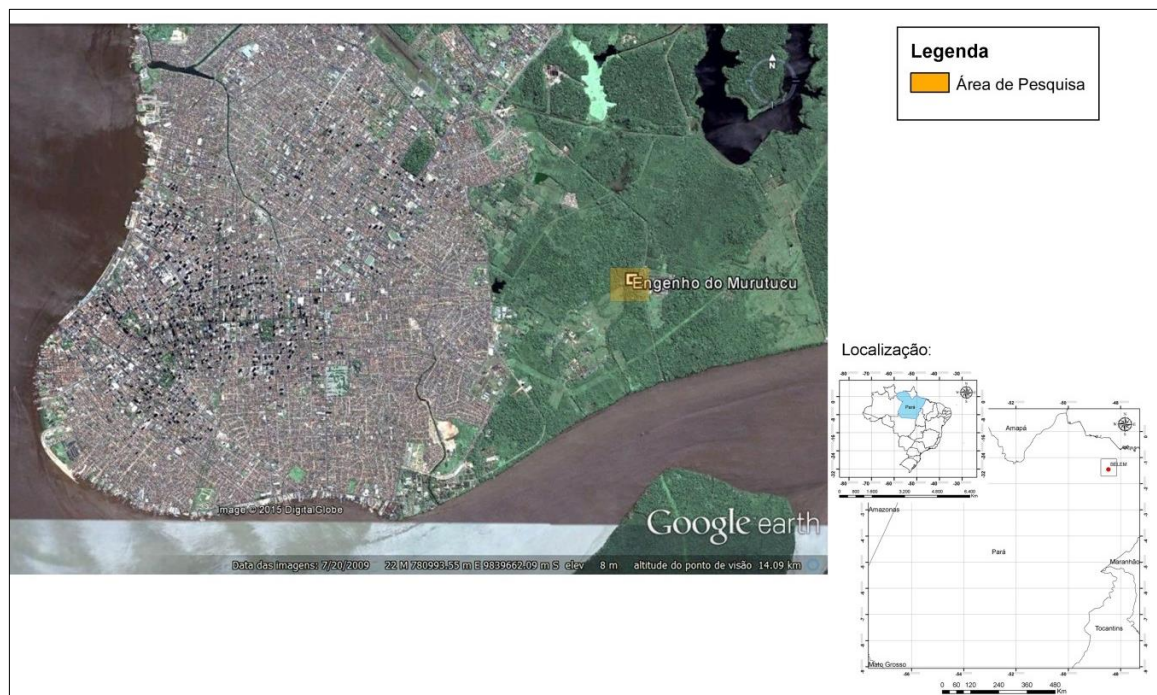 Legenda
Área de Pesquisa
N
Engenho do Murutucu
Image © 2015 DigitalGlobe
Google earth
Data das imagens: 7/20/2009 22 M 780993.55 m E 9839662.09 m S elev 8 m altitude do ponto de visão 14.09 km
Localização:
Pará
Amapá
BELEM
Amazonas
Pará
Maranhão
Tocantins
Mato Grosso
0 60 120 240 360 480
Km